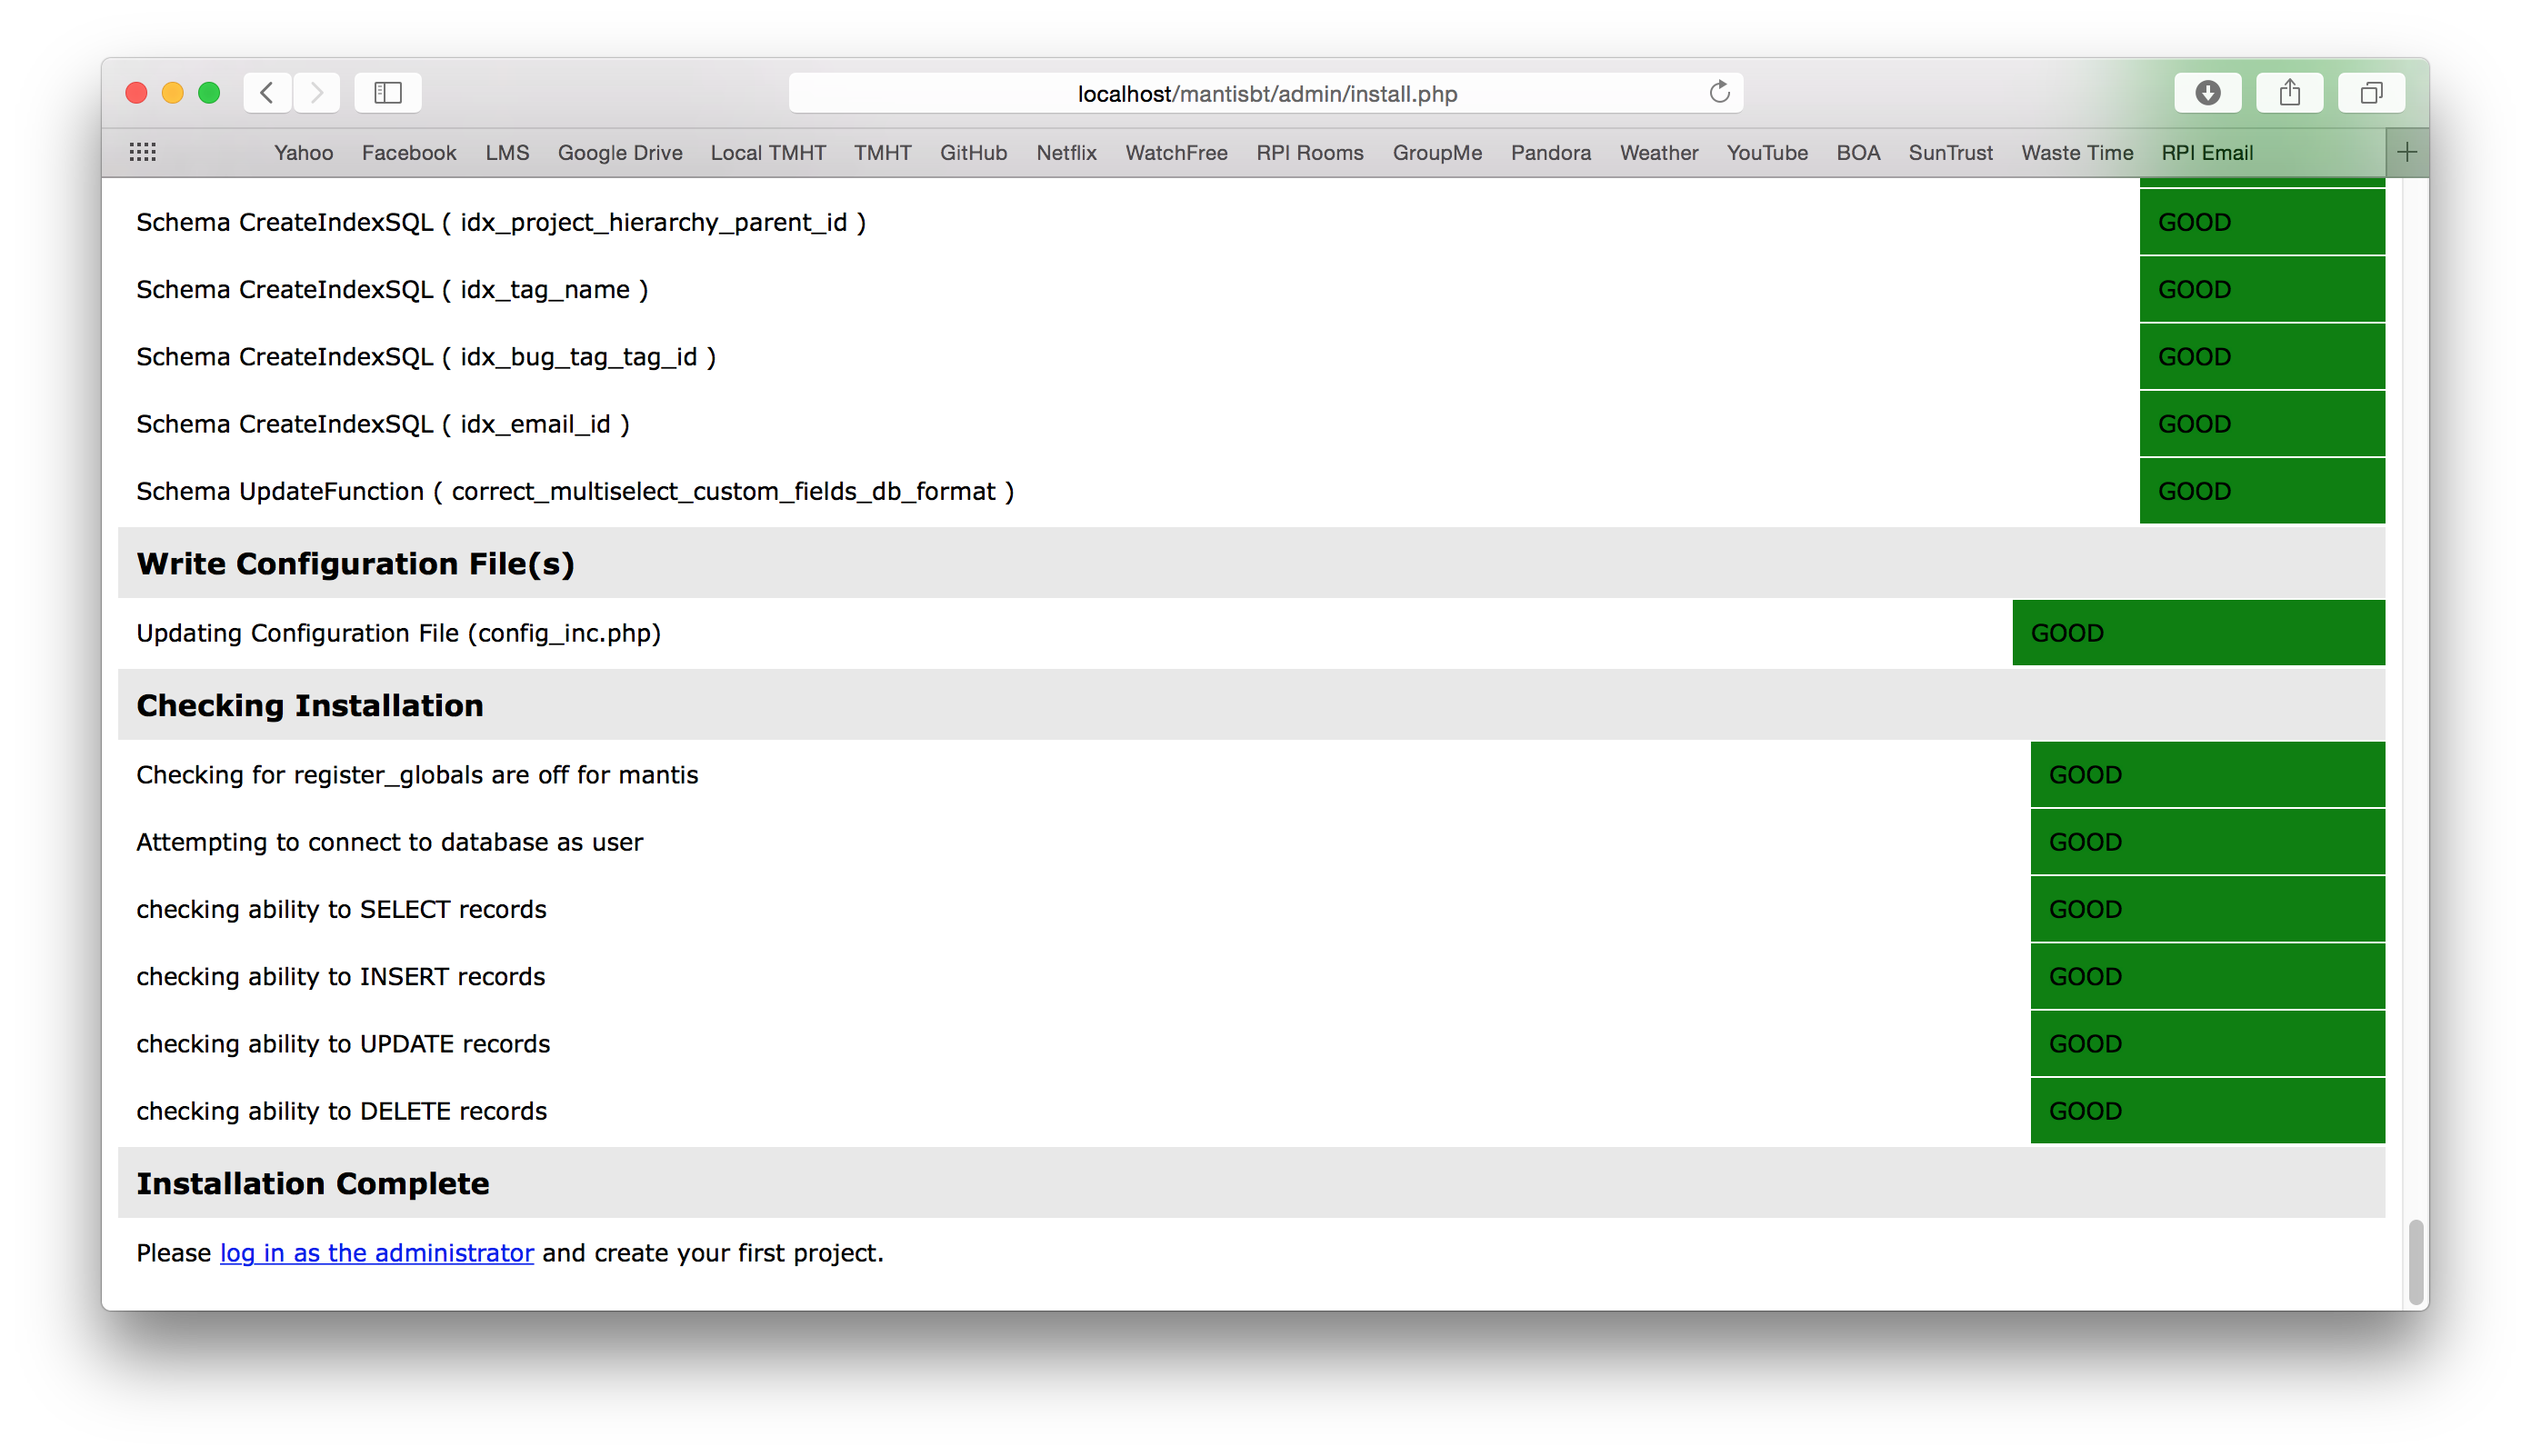 localhost/mantisbt/admin/install.php
Yahoo Facebook LMS Google Drive Local TMHT TMHT GitHub Netflix WatchFree RPI Rooms GroupMe Pandora Weather YouTube BOA SunTrust Waste Time RPI Email
Schema CreateIndexSQL ( idx_project_hierarchy_parent_id ) GOOD
Schema CreateIndexSQL ( idx_tag_name ) GOOD
Schema CreateIndexSQL ( idx_bug_tag_tag_id ) GOOD
Schema CreateIndexSQL ( idx_email_id ) GOOD
Schema UpdateFunction ( correct_multiselect_custom_fields_db_format ) GOOD
Write Configuration File(s)
Updating Configuration File (config_inc.php) GOOD
Checking Installation
Checking for register_globals are off for mantis GOOD
Attempting to connect to database as user GOOD
checking ability to SELECT records GOOD
checking ability to INSERT records GOOD
checking ability to UPDATE records GOOD
checking ability to DELETE records GOOD
Installation Complete
Please log in as the administrator and create your first project.